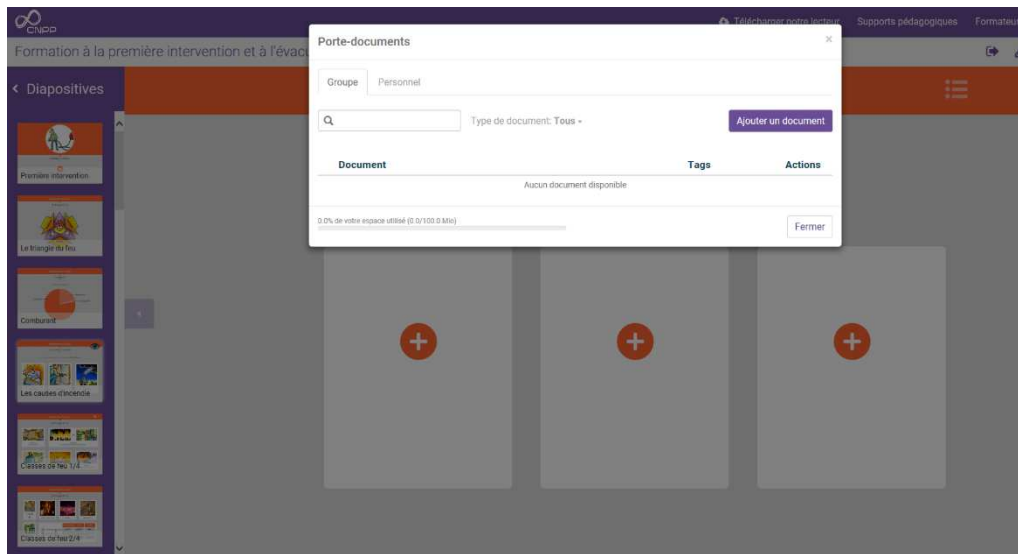 CNPP
Télécharger notre lecteur
Supports pédagogiques
Formateur
Formation à la première intervention et à l'évacu
Porte-documents
×
Groupe
Personnel
Type de document: Tous
Ajouter un document
Document
Tags
Actions
Aucun document disponible
0.0% de votre espace utilisé (0.0/100.0 Mio)
Fermer
Diapositives
Première intervention
Le triangle du feu
Comburant
Les causes d'incendie
Classes de feu 1/4
Classes de feu 2/4